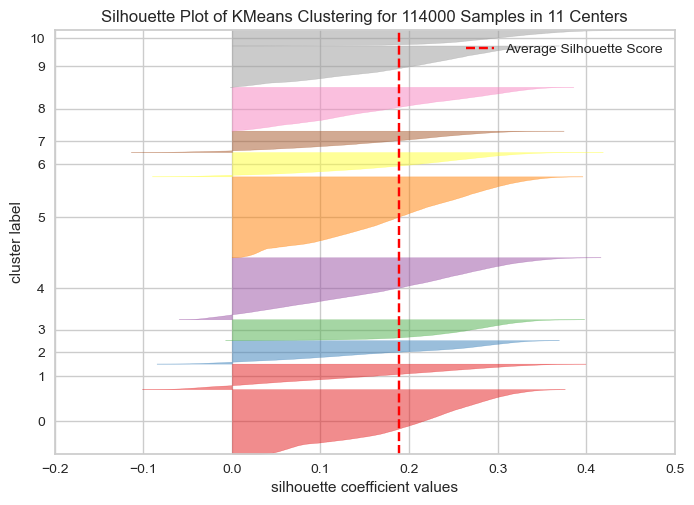 Silhouette Plot of KMeans Clustering for 114000 Samples in 11 Centers
Average Silhouette Score
cluster label
10
9
8
7
6
5
4
3
2
1
0
−0.2 −0.1 0.0 0.1 0.2 0.3 0.4 0.5
silhouette coefficient values